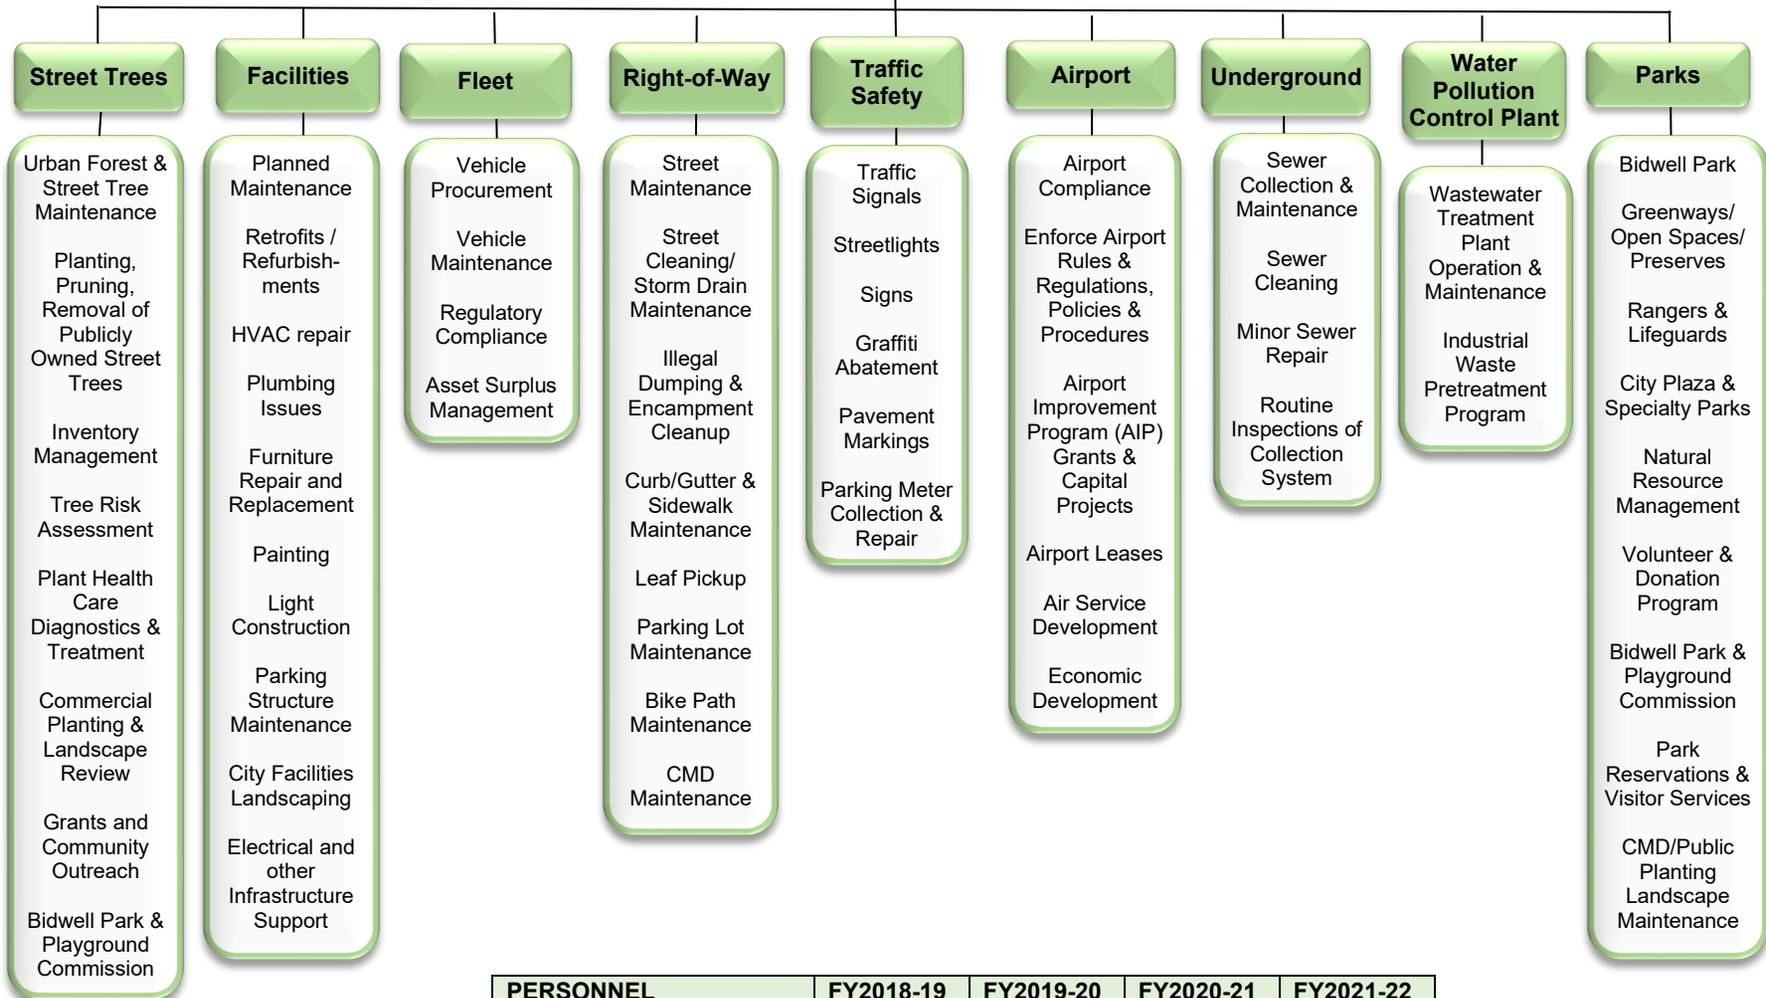 Street Trees
Urban Forest &
Street Tree
Maintenance
Planting,
Pruning,
Removal of
Publicly
Owned Street
Trees
Inventory
Management
Tree Risk
Assessment
Plant Health
Care
Diagnostics &
Treatment
Commercial
Planting &
Landscape
Review
Grants and
Community
Outreach
Bidwell Park &
Playground
Commission
Facilities
Planned
Maintenance
Retrofits /
Refurbish-
ments
HVAC repair
Plumbing
Issues
Furniture
Repair and
Replacement
Painting
Light
Construction
Parking
Structure
Maintenance
City Facilities
Landscaping
Electrical and
other
Infrastructure
Support
Fleet
Vehicle
Procurement
Vehicle
Maintenance
Regulatory
Compliance
Asset Surplus
Management
Right-of-Way
Street
Maintenance
Street
Cleaning/
Storm Drain
Maintenance
Illegal
Dumping &
Encampment
Cleanup
Curb/Gutter &
Sidewalk
Maintenance
Leaf Pickup
Parking Lot
Maintenance
Bike Path
Maintenance
CMD
Maintenance
Traffic
Safety
Traffic
Signals
Streetlights
Signs
Graffiti
Abatement
Pavement
Markings
Parking Meter
Collection &
Repair
Airport
Airport
Compliance
Enforce Airport
Rules &
Regulations,
Policies &
Procedures
Airport
Improvement
Program (AIP)
Grants &
Capital
Projects
Airport Leases
Air Service
Development
Economic
Development
Underground
Sewer
Collection &
Maintenance
Sewer
Cleaning
Minor Sewer
Repair
Routine
Inspections of
Collection
System
Water
Pollution
Control Plant
Wastewater
Treatment
Plant
Operation &
Maintenance
Industrial
Waste
Pretreatment
Program
Parks
Bidwell Park
Greenways/
Open Spaces/
Preserves
Rangers &
Lifeguards
City Plaza &
Specialty Parks
Natural
Resource
Management
Volunteer &
Donation
Program
Bidwell Park &
Playground
Commission
Park
Reservations &
Visitor Services
CMD/Public
Planting
Landscape
Maintenance
PERSONNEL FY2018-19 FY2019-20 FY2020-21 FY2021-22